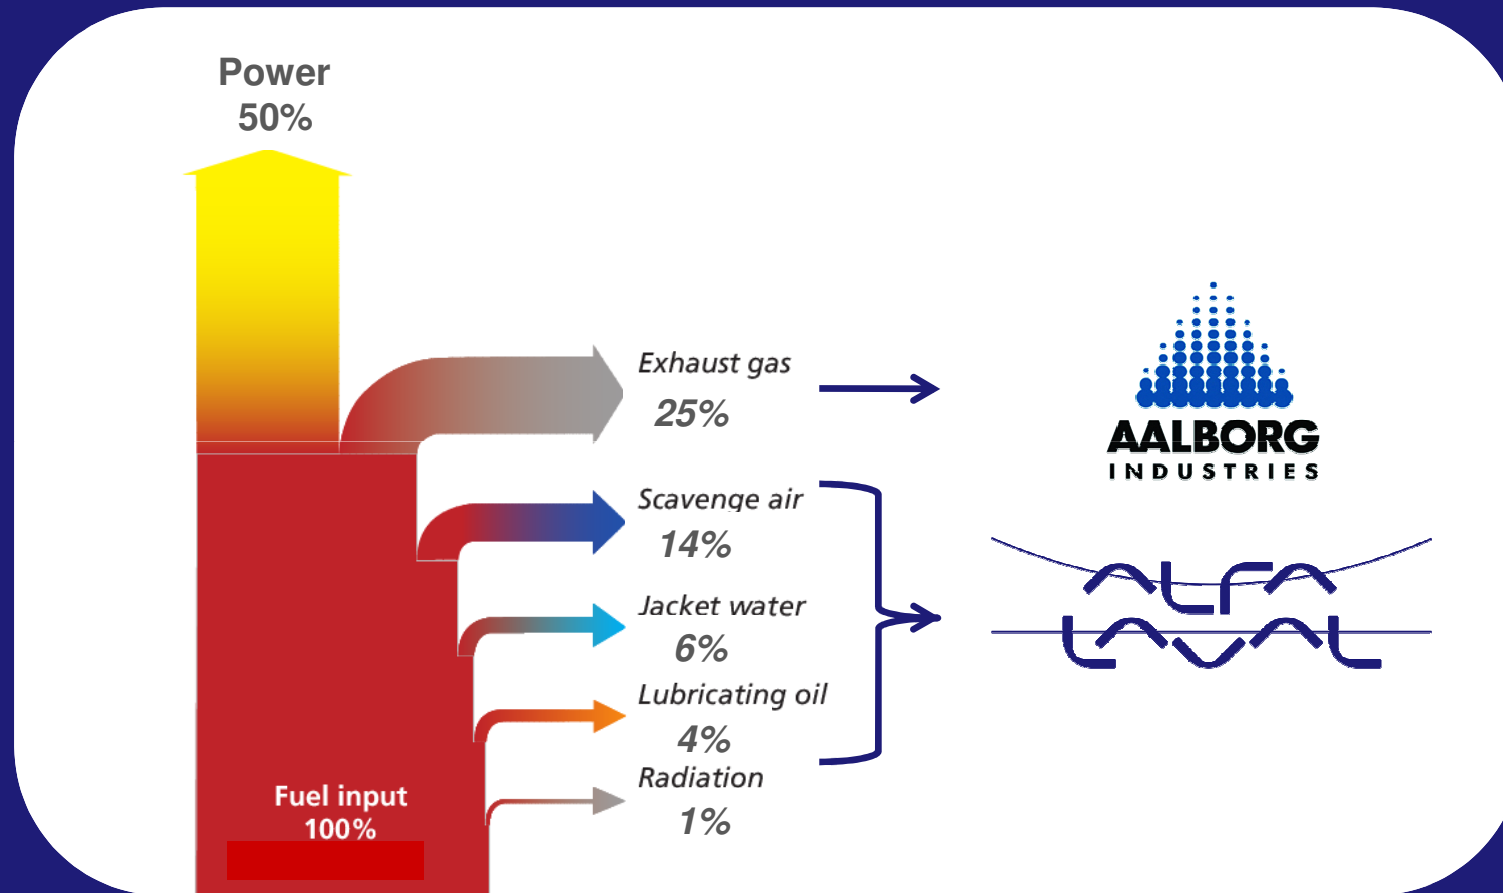 Power
50%
Exhaust gas
25%
Scavenge air
14%
Jacket water
6%
Lubricating oil
4%
Radiation
1%
Fuel input
100%
AALBORG
INDUSTRIES
ALFA
LAVAL